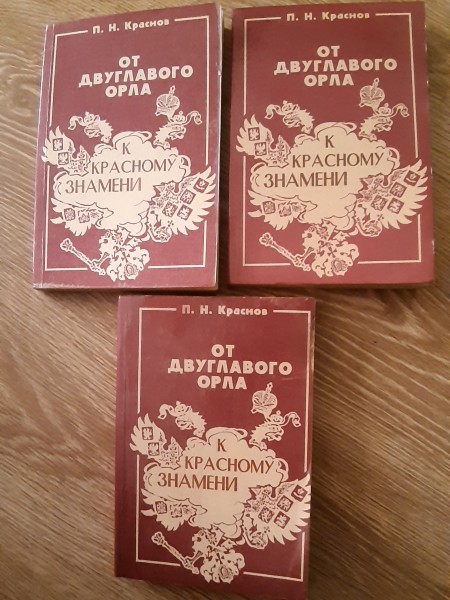 П. Н. Краснов
ОТ
ДВУГЛАВОГО
ОРЛА
К
КРАСНОМУ
ЗНАМЕНИ
П. Н. Краснов
ОТ
ДВУГЛАВОГО
ОРЛА
К
КРАСНОМУ
ЗНАМЕНИ
П. Н. Краснов
ОТ
ДВУГЛАВОГО
ОРЛА
К
КРАСНОМУ
ЗНАМЕНИ